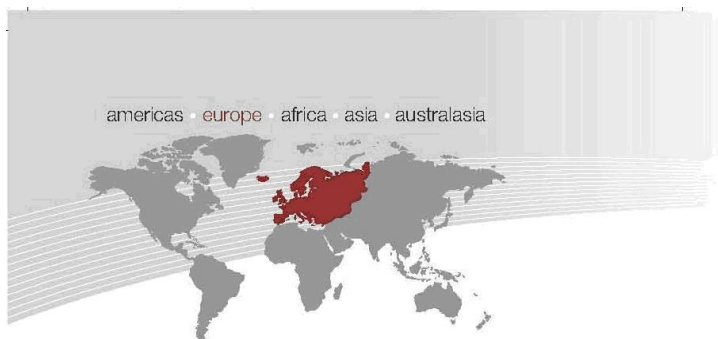 americas • europe • africa • asia • australasia